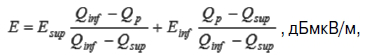 E = E_sup (Q_inf − Q_p)/(Q_inf − Q_sup) + E_inf (Q_p − Q_sup)/(Q_inf − Q_sup) , дБмкВ/м,